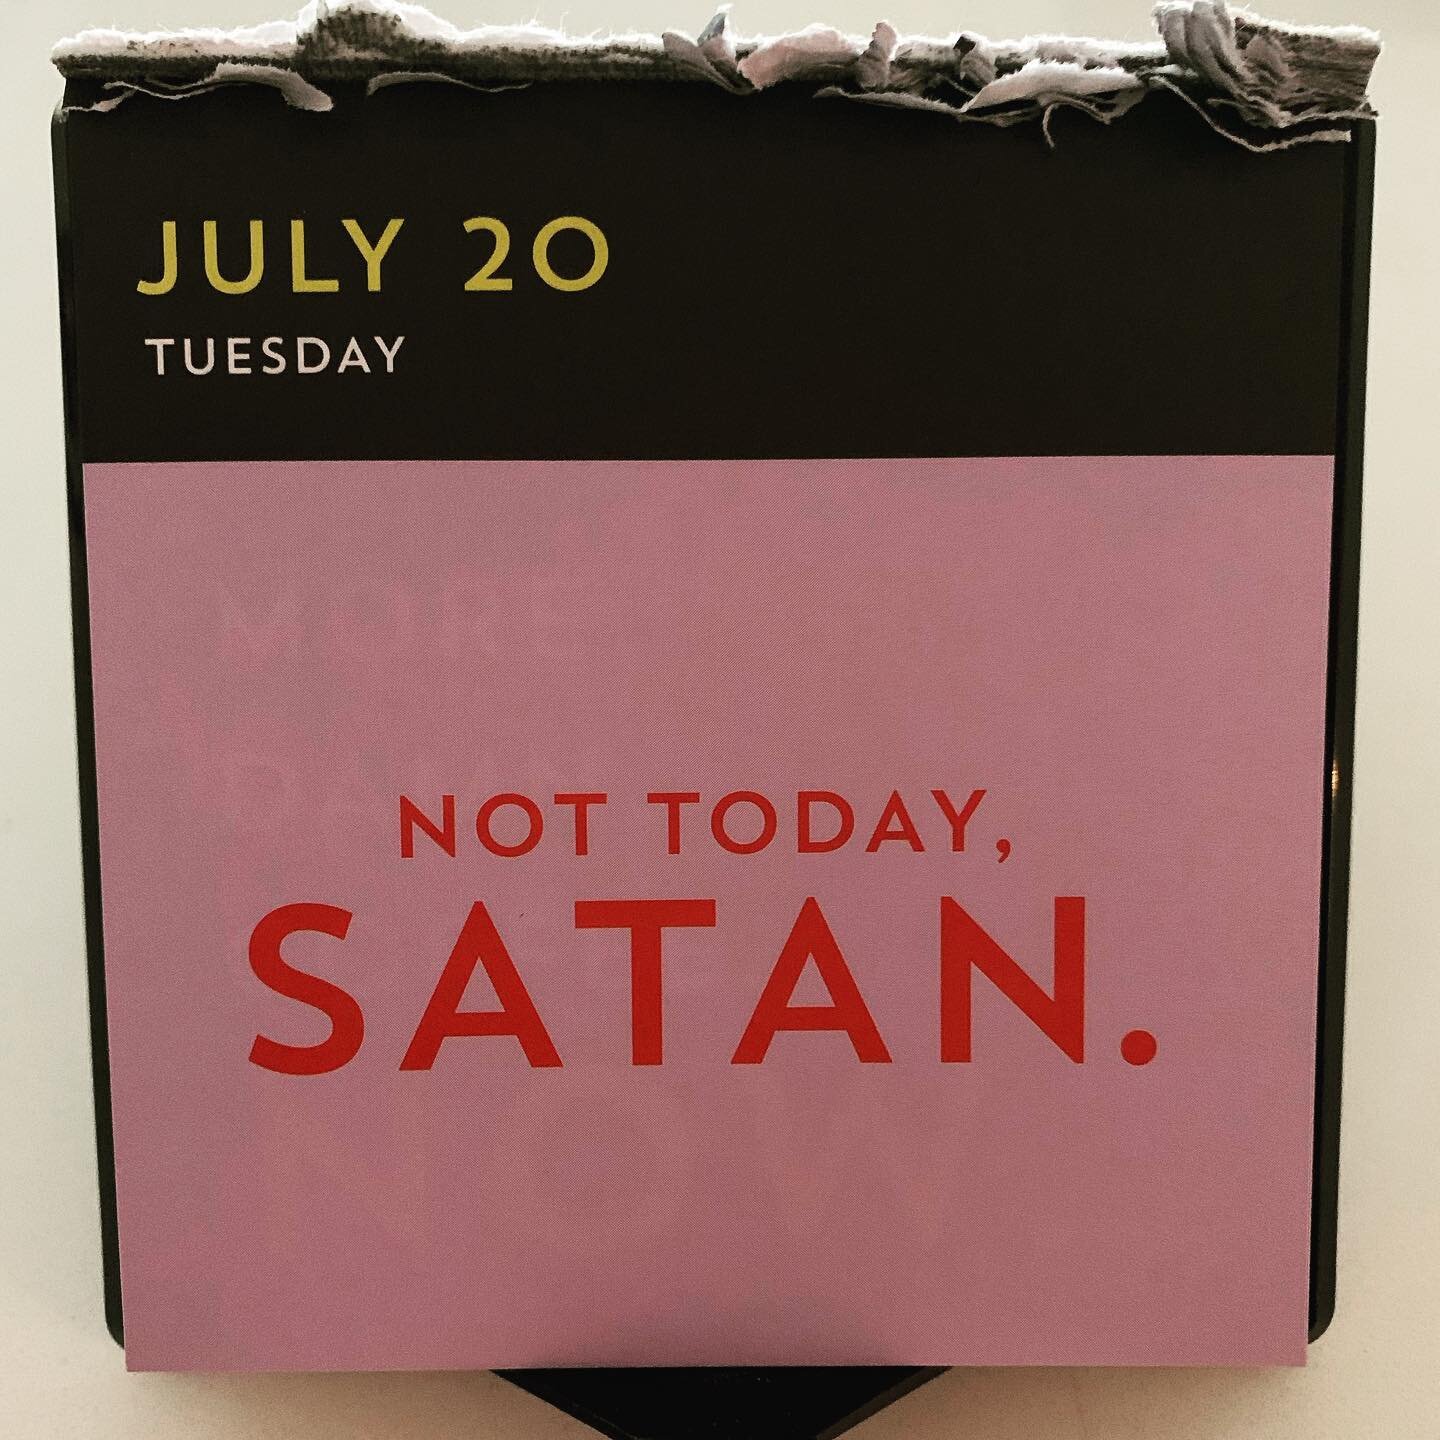 JULY 20
TUESDAY
NOT TODAY,
SATAN.